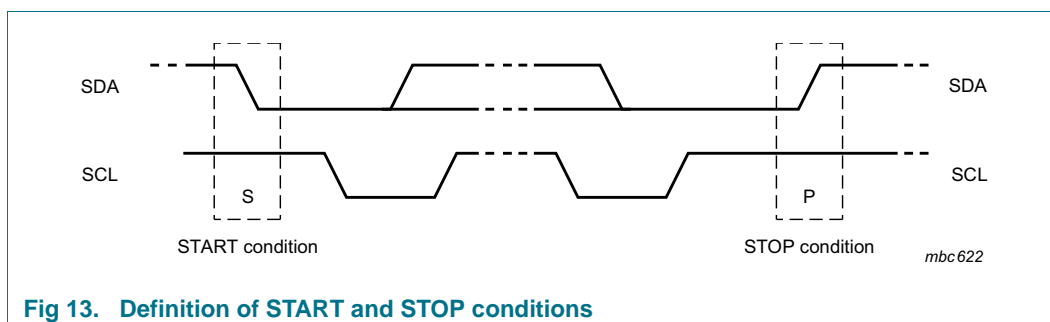 SDA
SDA
SCL
SCL
S
P
START condition
STOP condition
mbc622
Fig 13. Definition of START and STOP conditions